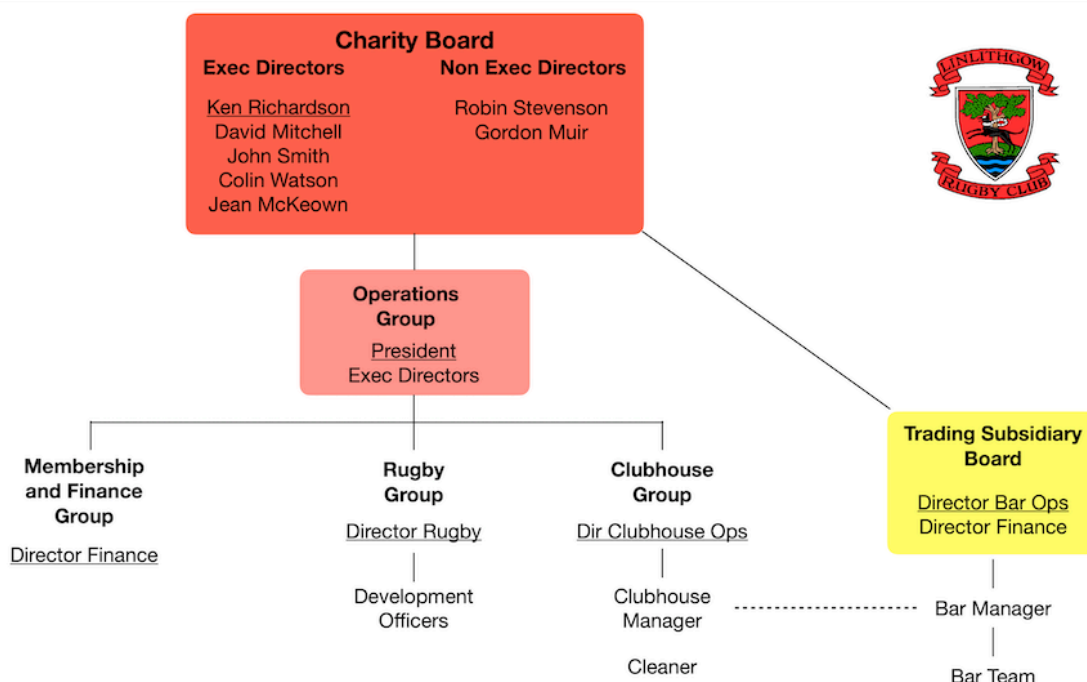 Charity Board
Exec Directors
Ken Richardson
David Mitchell
John Smith
Colin Watson
Jean McKeown
Non Exec Directors
Robin Stevenson
Gordon Muir
LINLITHGOW
RUGBY CLUB
Operations
Group
President
Exec Directors
Membership
and Finance
Group
Director Finance
Rugby
Group
Director Rugby
Development
Officers
Clubhouse
Group
Dir Clubhouse Ops
Clubhouse
Manager
Cleaner
Trading Subsidiary
Board
Director Bar Ops
Director Finance
Bar Manager
Bar Team